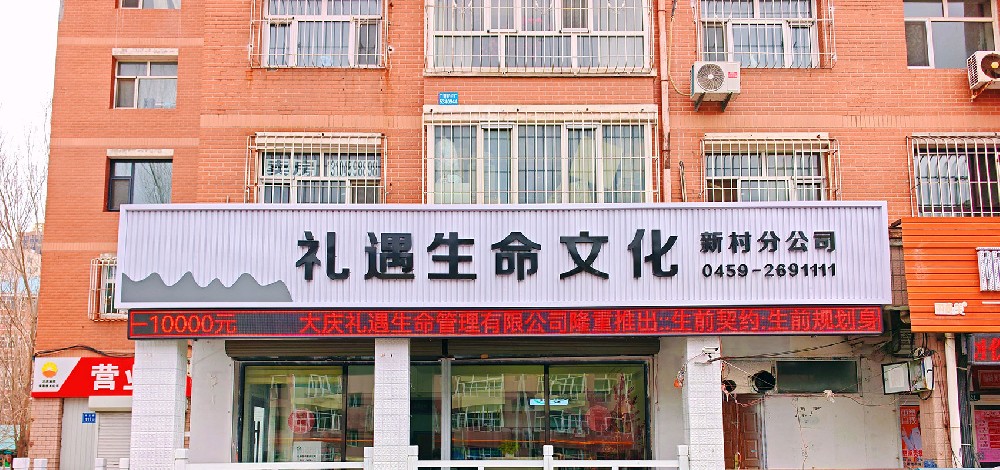 礼遇生命文化
新村分公司
0459-2691111
一10000元 大庆礼遇生命管理有限公司隆重推出::生前契约:生前规划身
营业